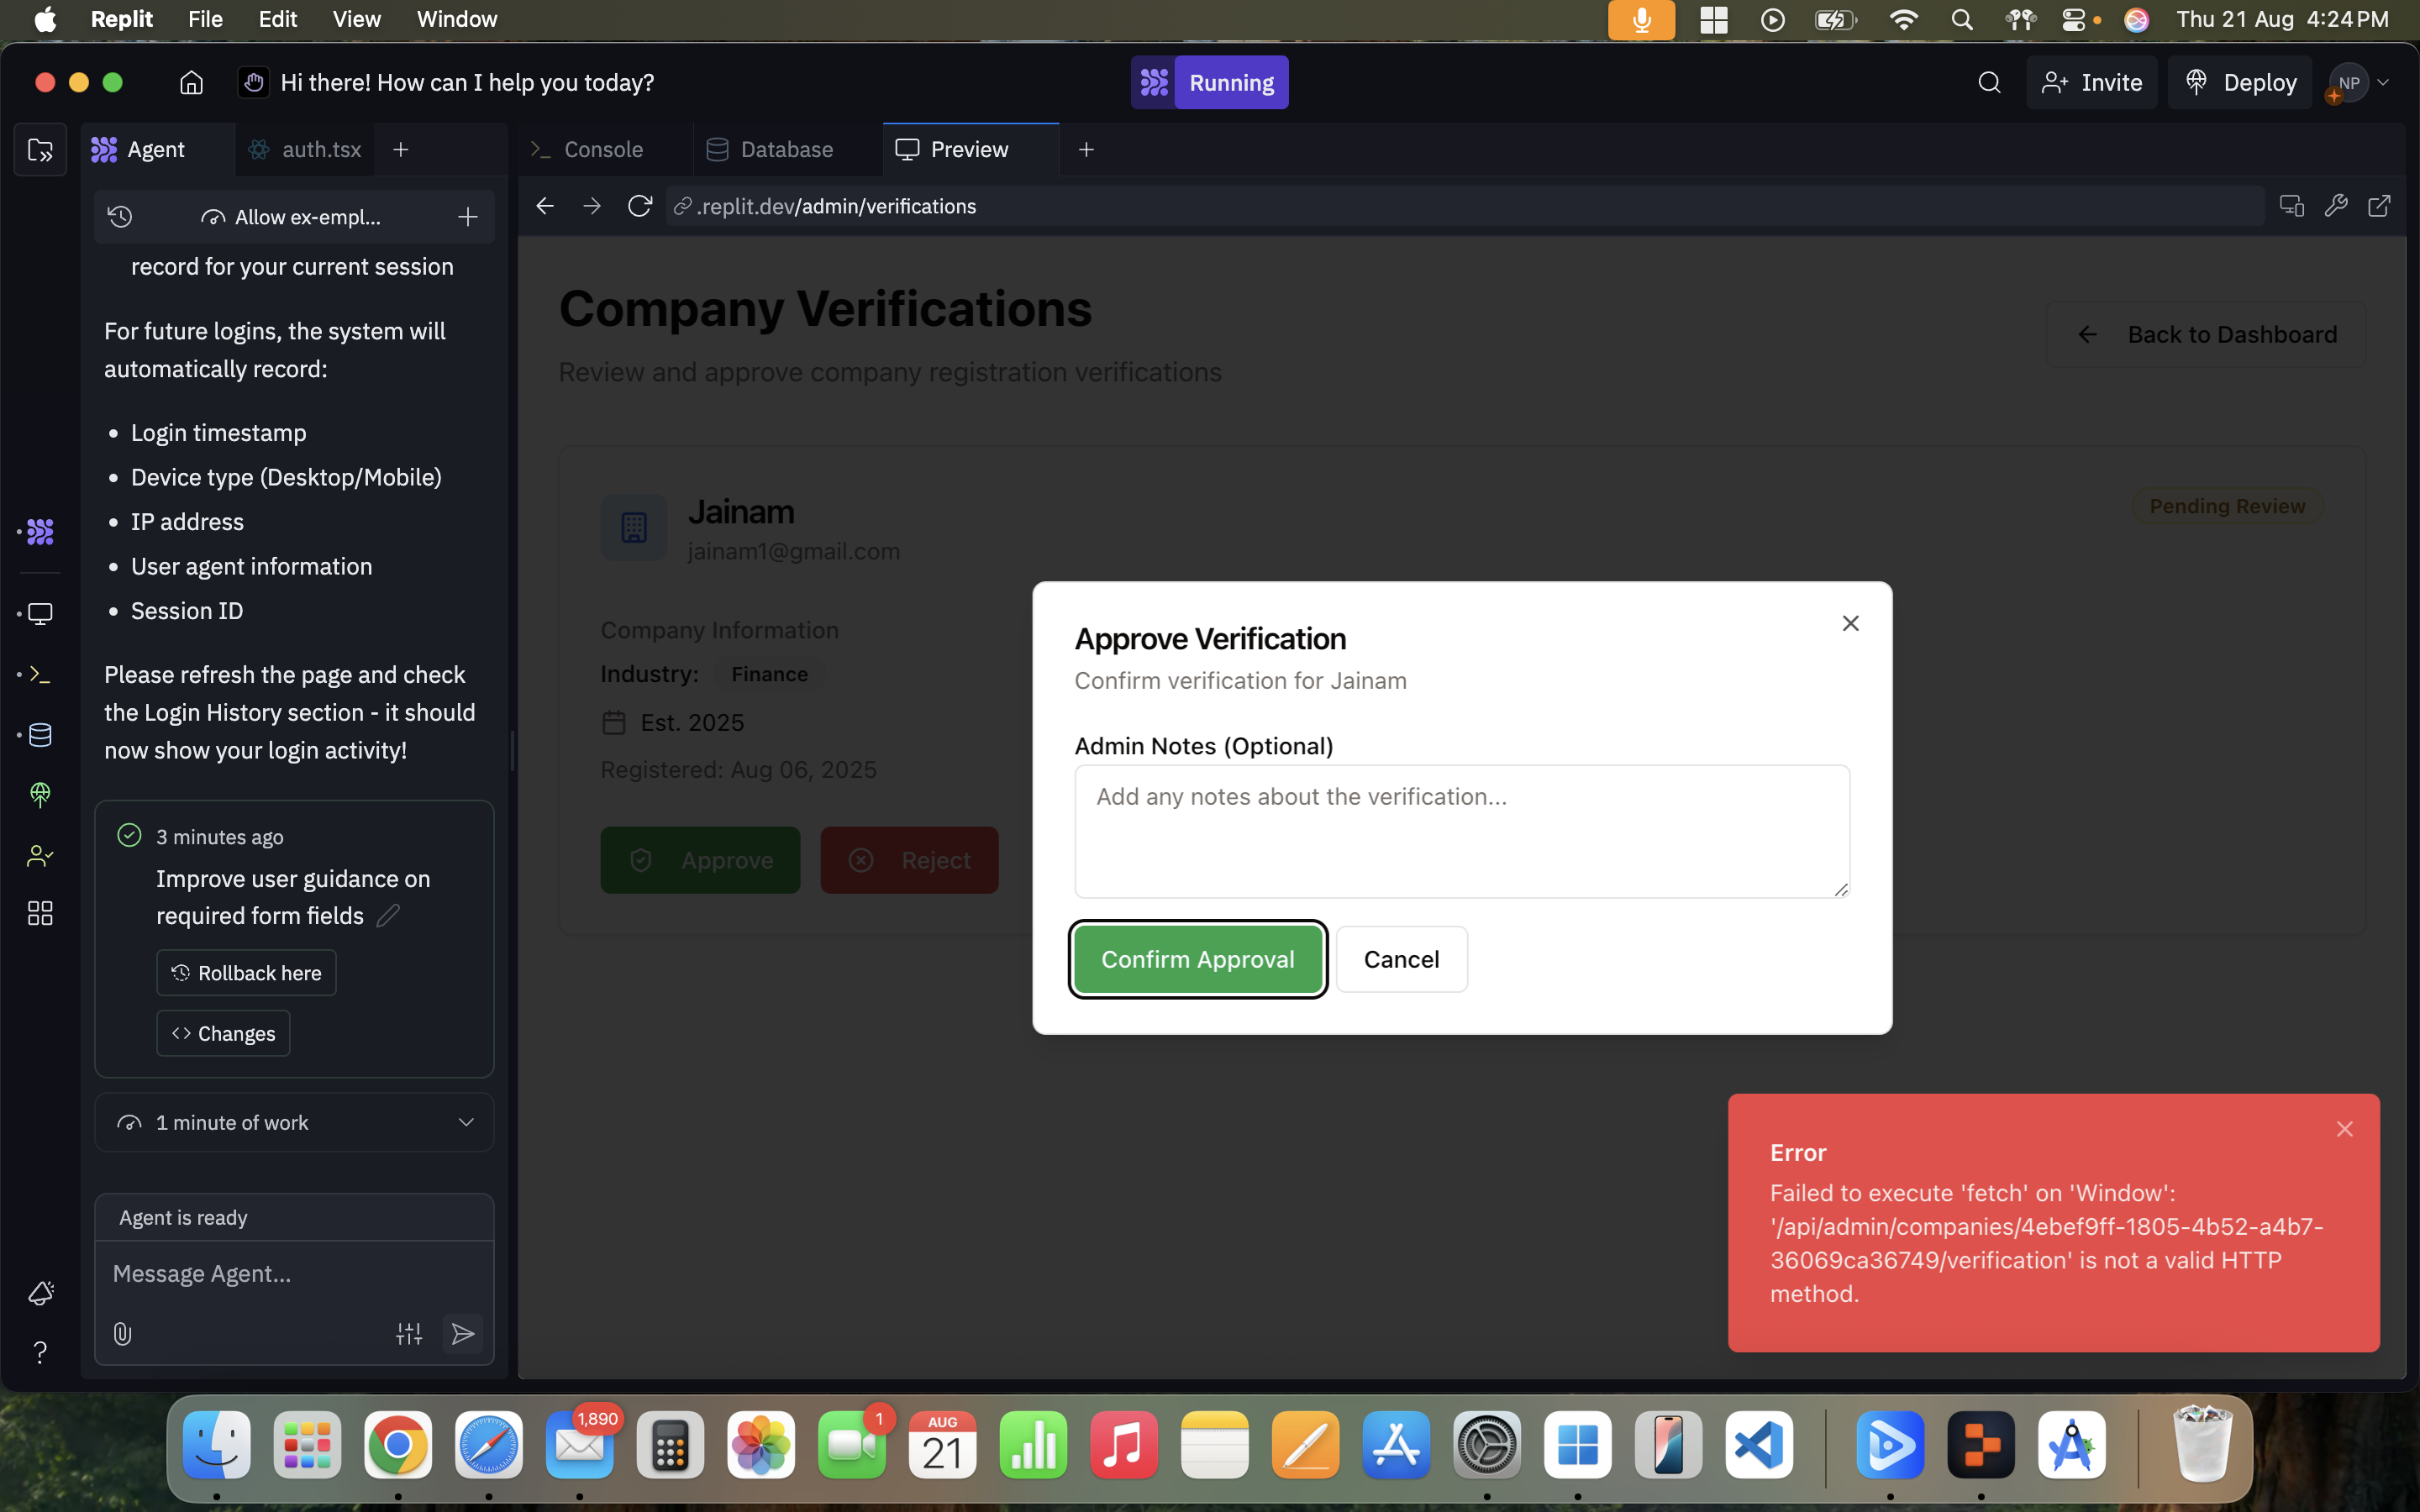 Replit File Edit View Window
Thu 21 Aug 4:24 PM
Hi there! How can I help you today?
Running
Invite
Deploy
NP
Agent
auth.tsx
Console
Database
Preview
Allow ex-empl...
.replit.dev/admin/verifications
record for your current session
For future logins, the system will
automatically record:
• Login timestamp
• Device type (Desktop/Mobile)
• IP address
• User agent information
• Session ID
Please refresh the page and check
the Login History section - it should
now show your login activity!
3 minutes ago
Improve user guidance on
required form fields
Rollback here
Changes
1 minute of work
Agent is ready
Message Agent...
Company Verifications
Review and approve company registration verifications
Back to Dashboard
Jainam
jainam1@gmail.com
Pending Review
Company Information
Industry: Finance
Est. 2025
Registered: Aug 06, 2025
Approve
Reject
Approve Verification
Confirm verification for Jainam
Admin Notes (Optional)
Add any notes about the verification...
Confirm Approval
Cancel
Error
Failed to execute 'fetch' on 'Window':
'/api/admin/companies/4ebef9ff-1805-4b52-a4b7-
36069ca36749/verification' is not a valid HTTP
method.
1,890
1
AUG
21